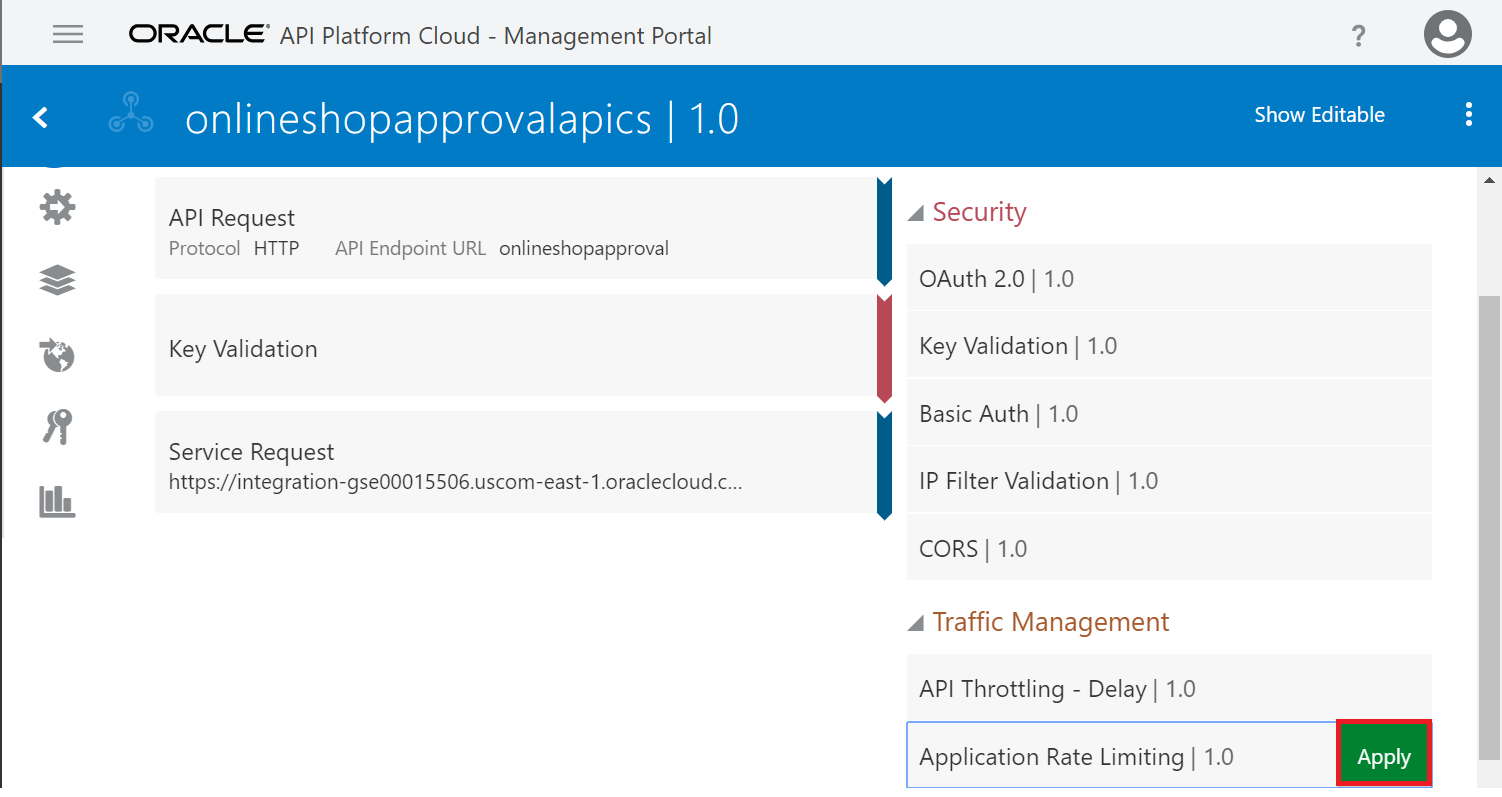 ORACLE® API Platform Cloud - Management Portal
?
onlineshopapprovalapics | 1.0
Show Editable
API Request
Protocol HTTP API Endpoint URL onlineshopapproval
Key Validation
Service Request
https://integration-gse00015506.uscom-east-1.oraclecloud.c...
Security
OAuth 2.0 | 1.0
Key Validation | 1.0
Basic Auth | 1.0
IP Filter Validation | 1.0
CORS | 1.0
Traffic Management
API Throttling - Delay | 1.0
Application Rate Limiting | 1.0
Apply